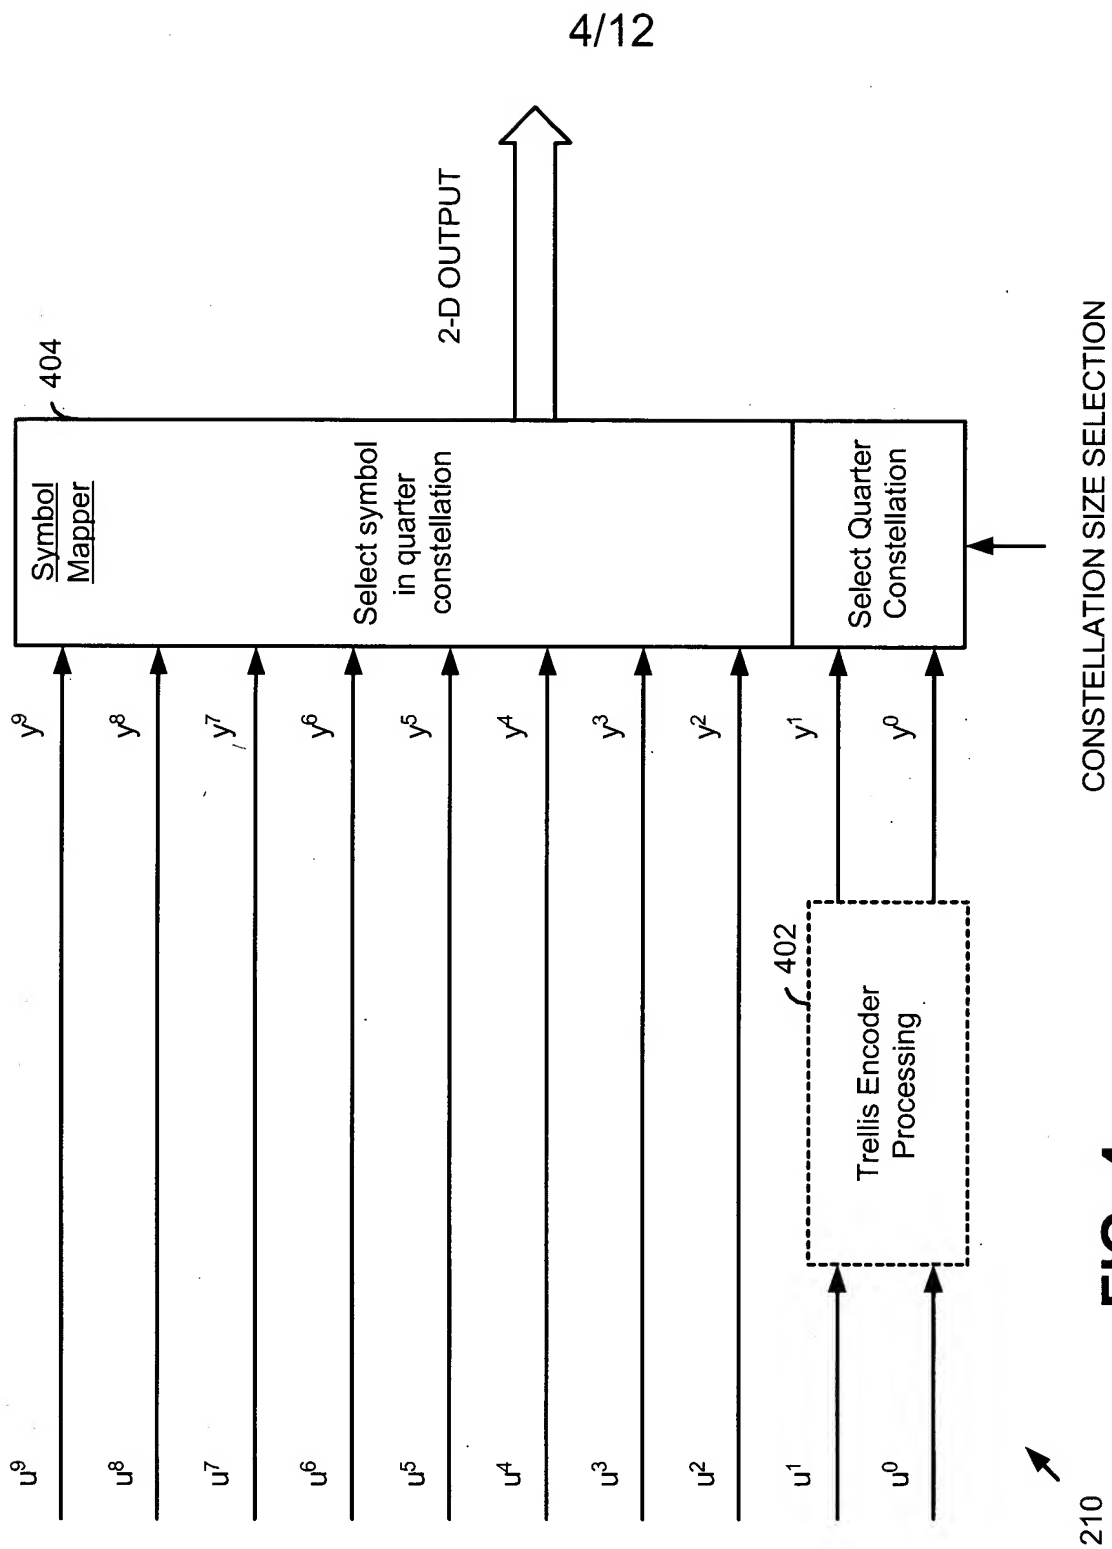 4/12
u⁹
u⁸
u⁷
u⁶
u⁵
u⁴
u³
u²
u¹
u⁰
Trellis Encoder
Processing
402
y⁹
y⁸
y⁷
y⁶
y⁵
y⁴
y³
y²
y¹
y⁰
Symbol
Mapper
404
Select symbol
in quarter
constellation
Select Quarter
Constellation
2-D OUTPUT
CONSTELLATION SIZE SELECTION
210
FIG. 4